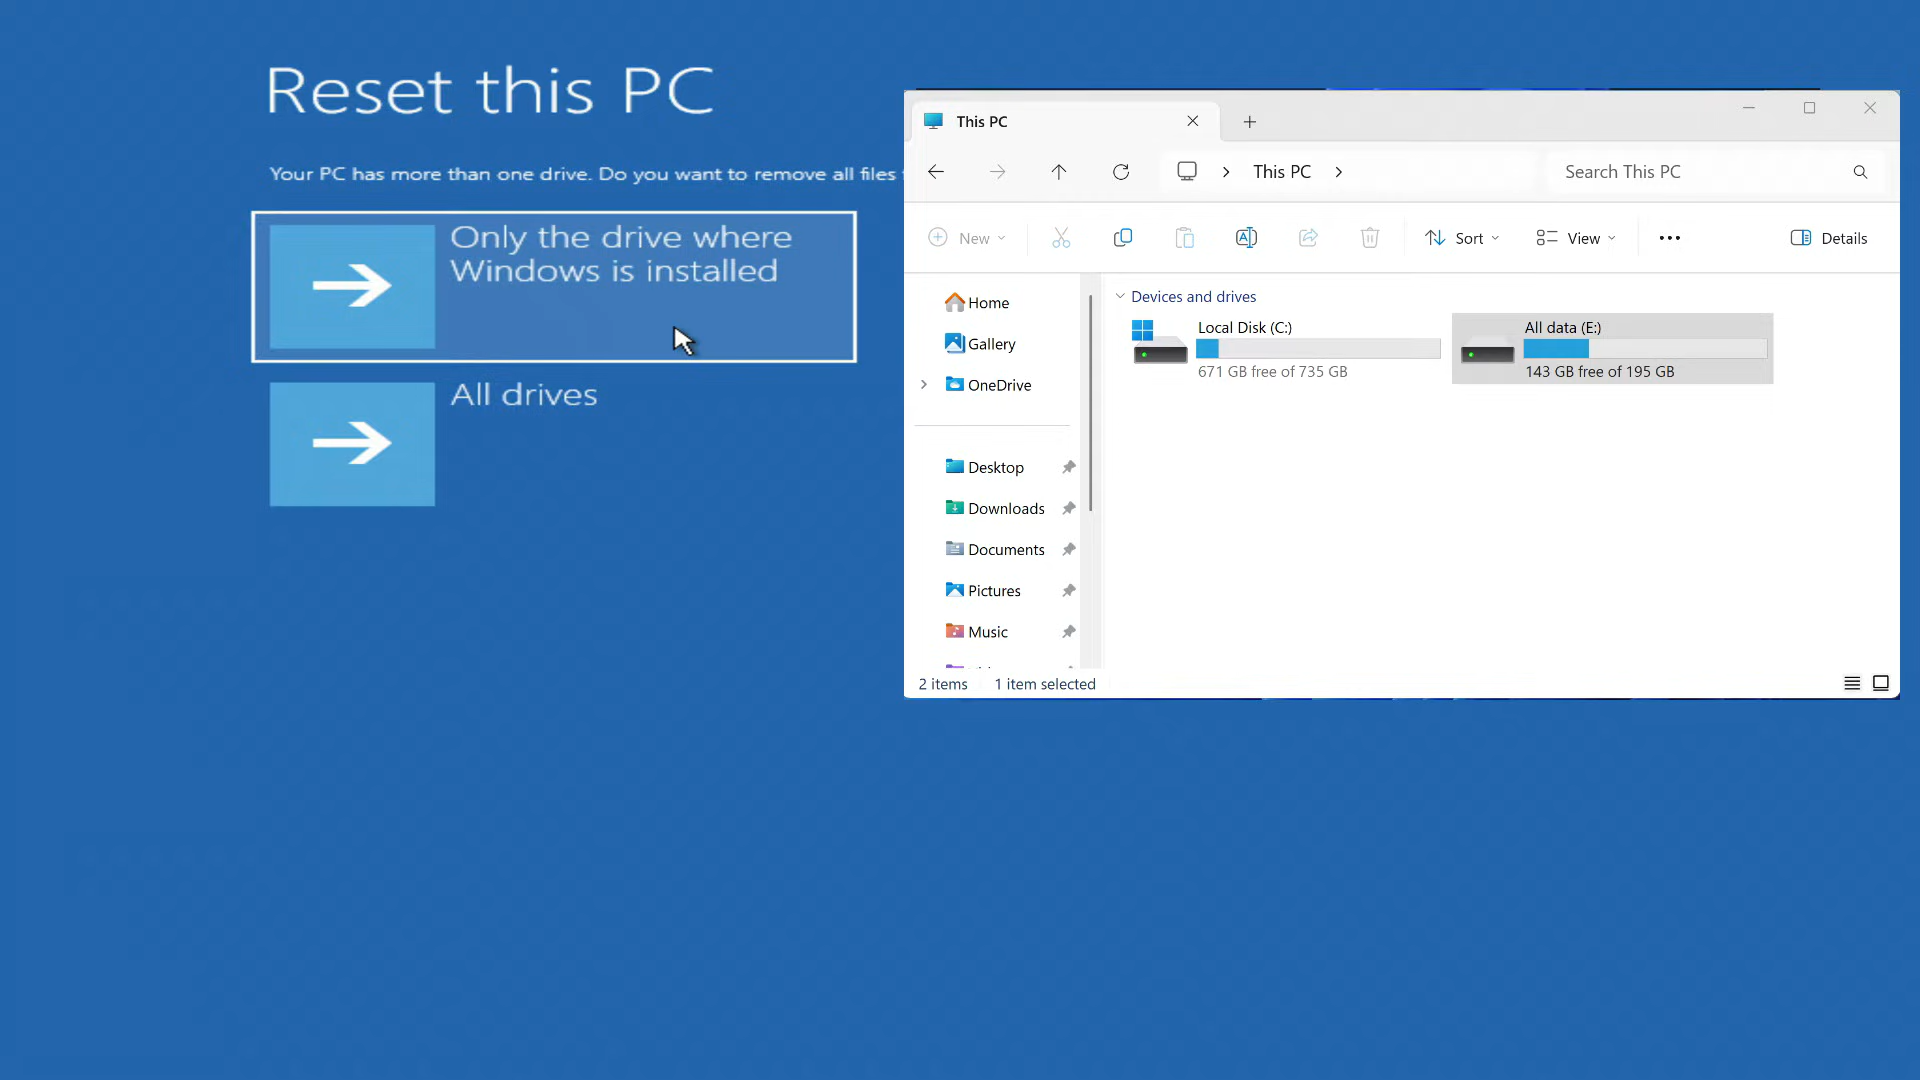 Reset this PC
Your PC has more than one drive. Do you want to remove all files
Only the drive where
Windows is installed
All drives
This PC
This PC
Search This PC
New
Sort
View
Details
Home
Gallery
OneDrive
Desktop
Downloads
Documents
Pictures
Music
Devices and drives
Local Disk (C:)
671 GB free of 735 GB
All data (E:)
143 GB free of 195 GB
2 items
1 item selected